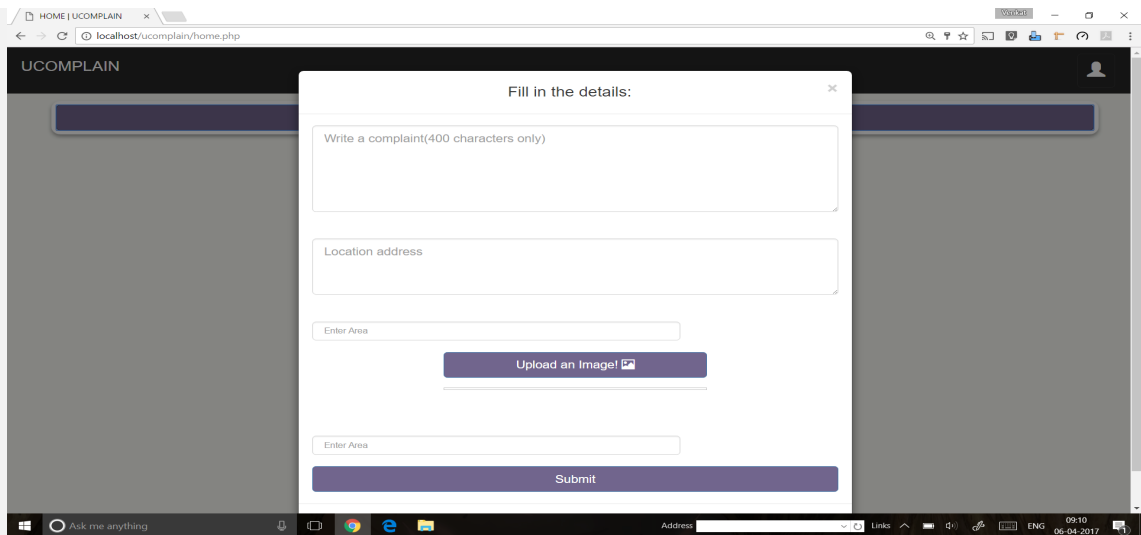 HOME | UCOMPLAIN ×
Venkat
localhost/ucomplain/home.php
UCOMPLAIN
Fill in the details: ×
Write a complaint(400 characters only)
Location address
Enter Area
Upload an Image!
Enter Area
Submit
Ask me anything
Address
Links
ENG
09:10
06-04-2017